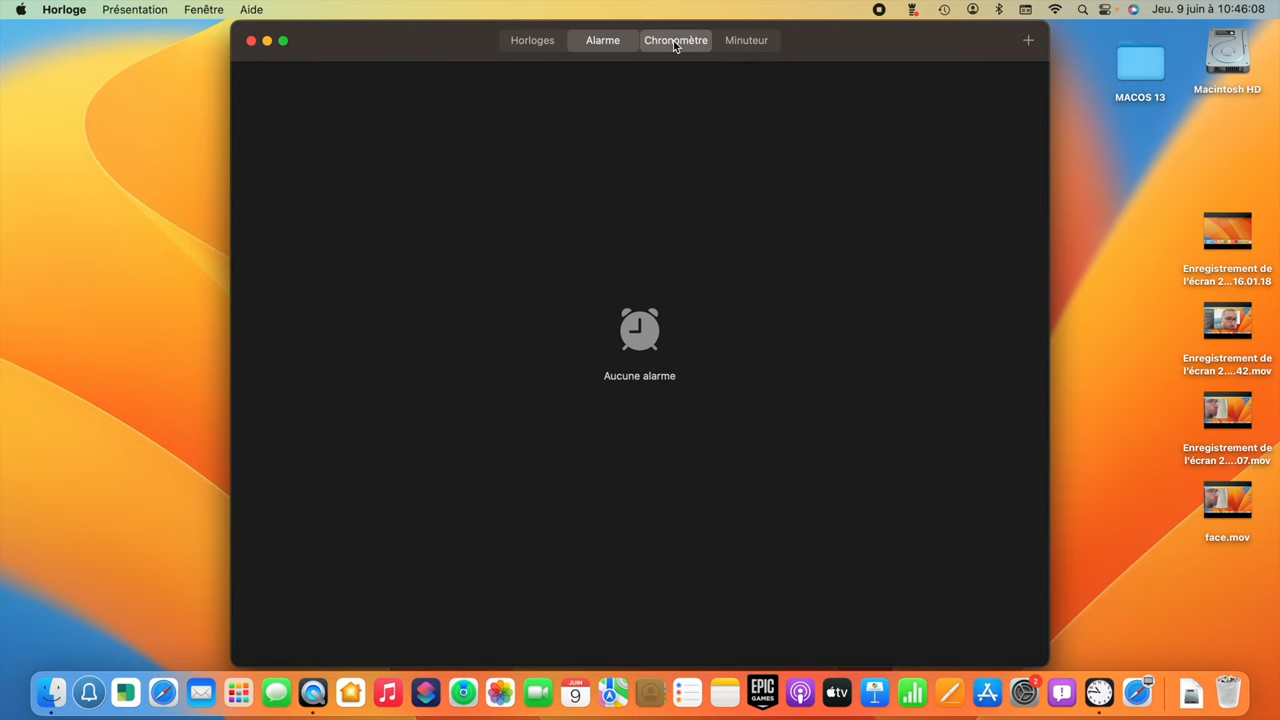 Horloge Présentation Fenêtre Aide Jeu. 9 juin à 10:46:08
Horloges Alarme Chronomètre Minuteur
Aucune alarme
MACOS 13
Macintosh HD
Enregistrement de
l'écran 2...16.01.18
Enregistrement de
l'écran 2....42.mov
Enregistrement de
l'écran 2....07.mov
face.mov
JUIN
9
EPIC
GAMES
tv
2